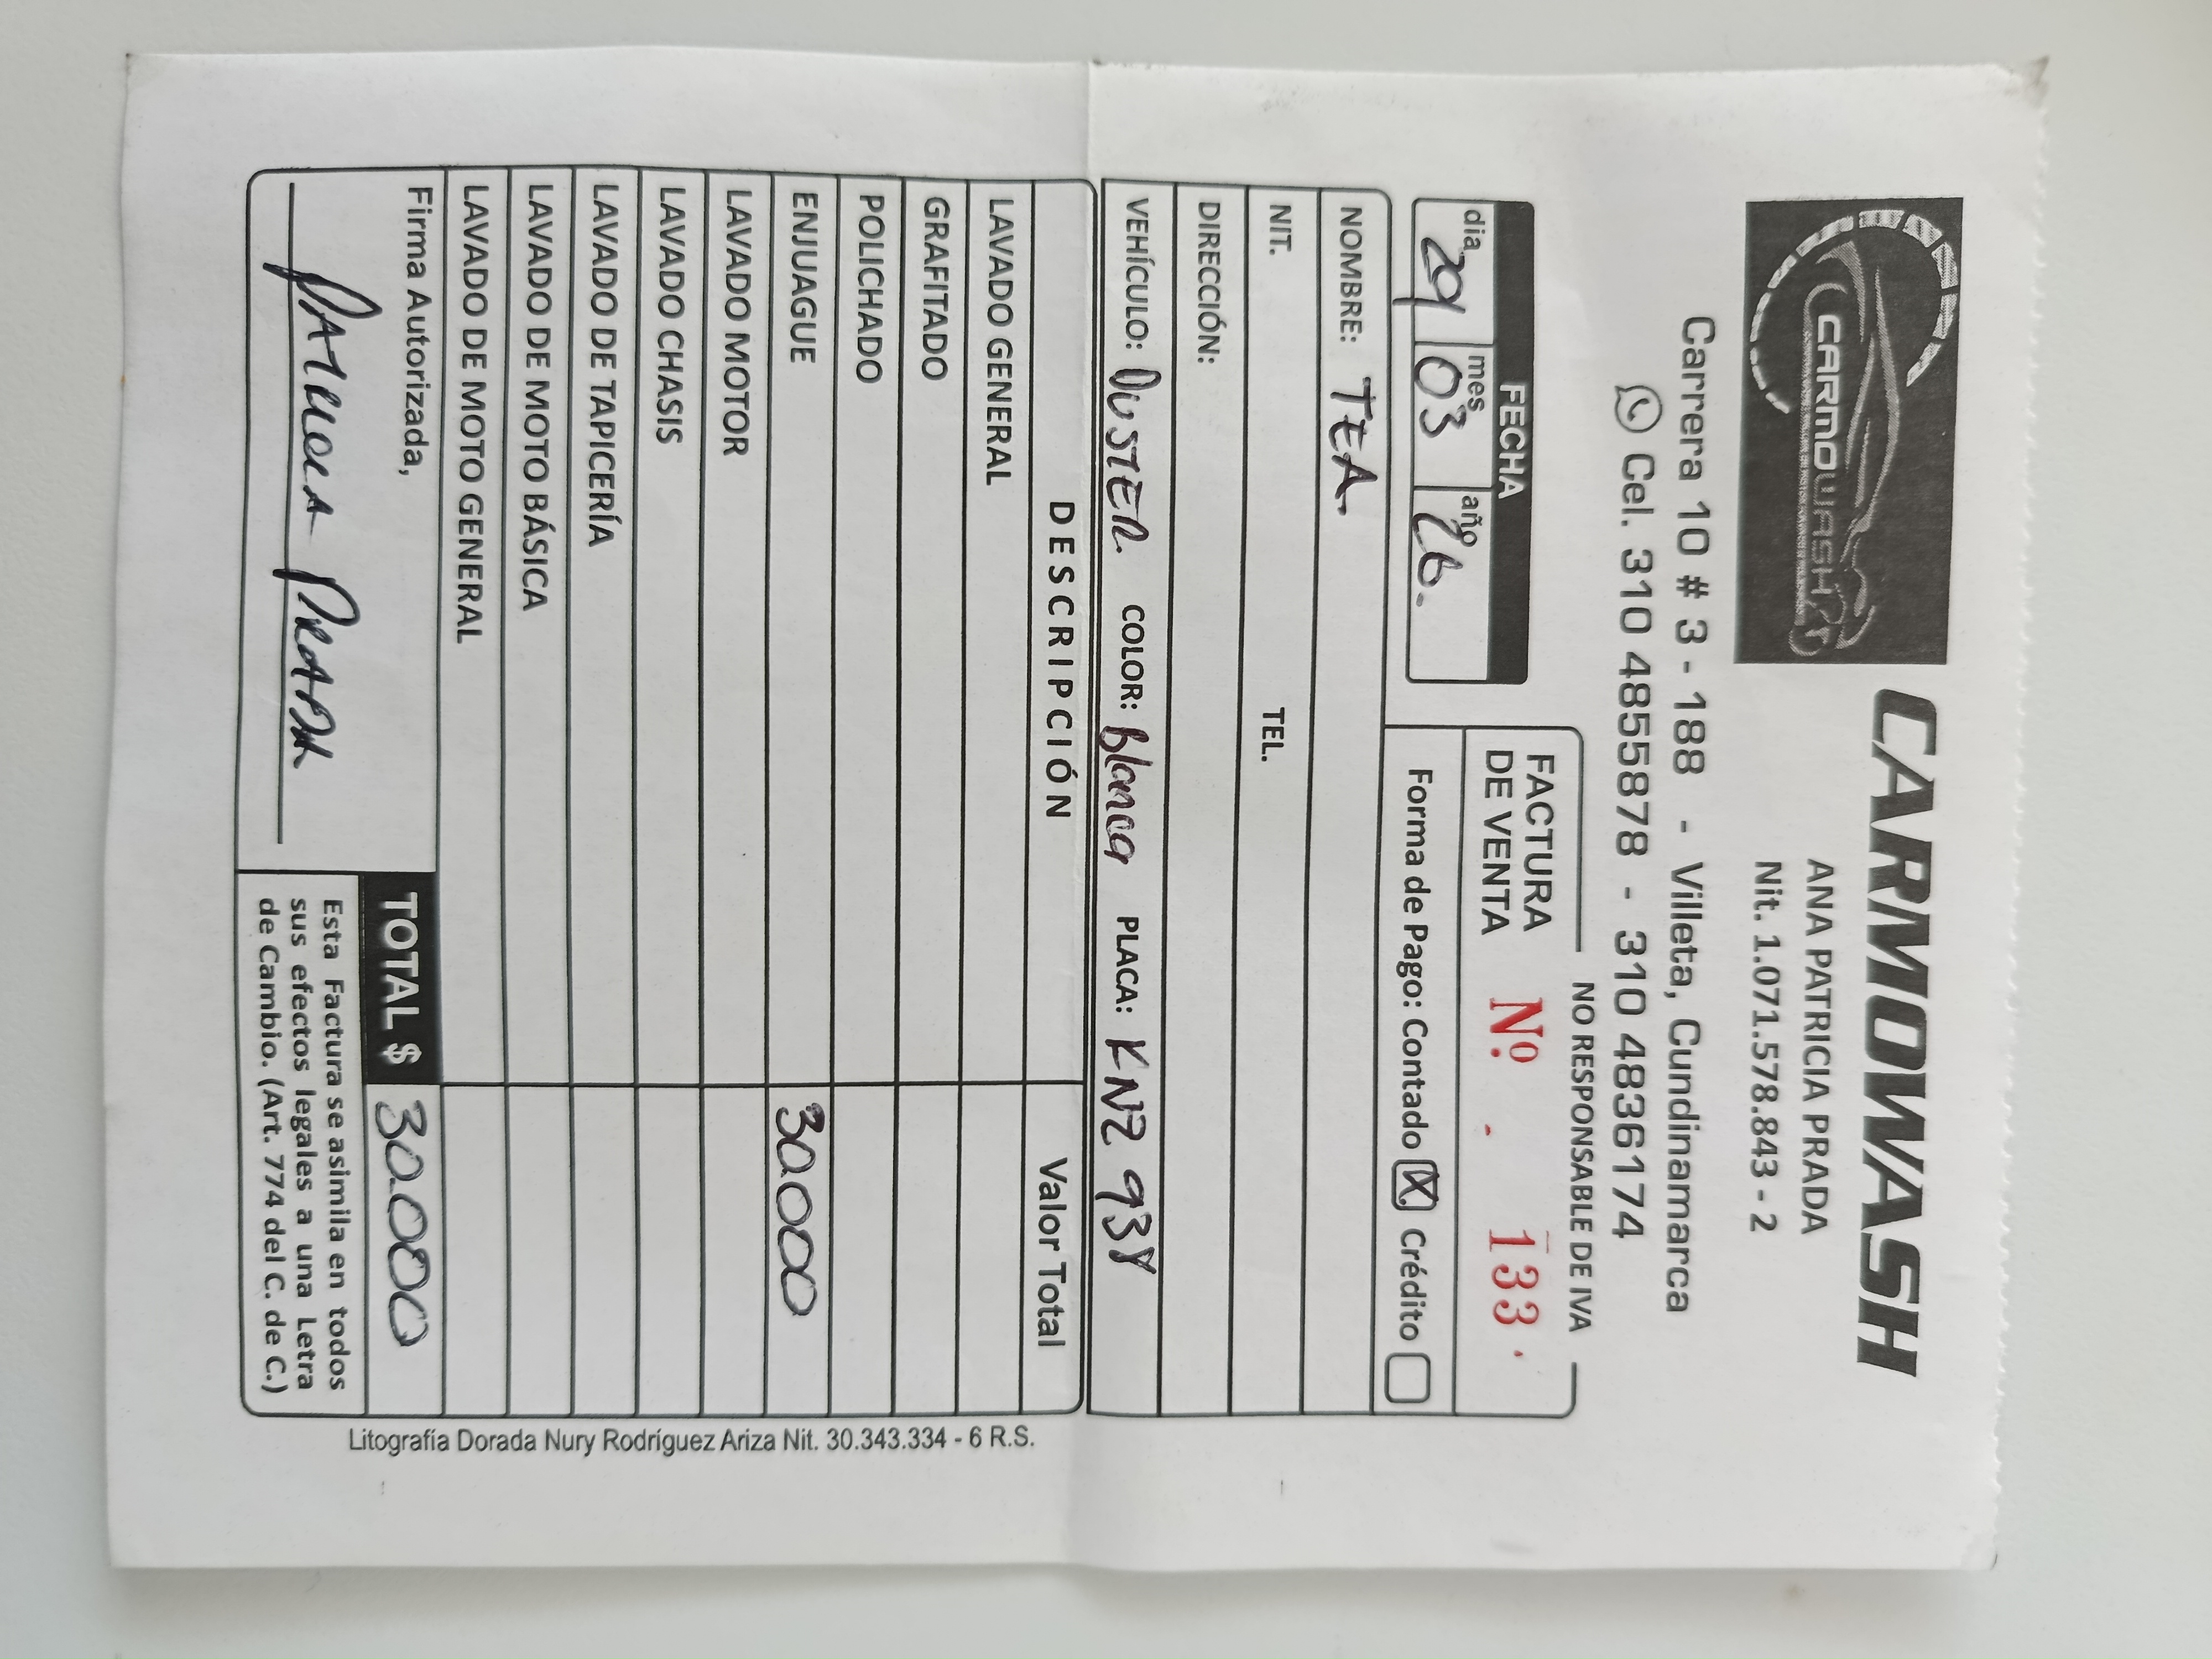 CARMOWASH
CARMOWASH
ANA PATRICIA PRADA
Nit. 1.071.578.843 - 2
Carrera 10 # 3 - 188 - Villeta, Cundinamarca
Cel. 310 4855878 - 310 4836174
NO RESPONSABLE DE IVA
FECHA
dia 29 mes 03 año 26.
FACTURA DE VENTA Nº. 133
Forma de Pago: Contado X Crédito
NOMBRE: TEA.
NIT. TEL.
DIRECCIÓN:
VEHÍCULO: DUSTER. COLOR: Blanca PLACA: KNZ 938
DESCRIPCIÓN Valor Total
LAVADO GENERAL
GRAFITADO
POLICHADO
ENJUAGUE 30.000
LAVADO MOTOR
LAVADO CHASIS
LAVADO DE TAPICERÍA
LAVADO DE MOTO BÁSICA
LAVADO DE MOTO GENERAL
Firma Autorizada,
TOTAL $ 30.000
PATRICIA PRADA
Esta Factura se asimila en todos
sus efectos legales a una Letra
de Cambio. (Art. 774 del C. de C.)
Litografía Dorada Nury Rodríguez Ariza Nit. 30.343.334 - 6 R.S.